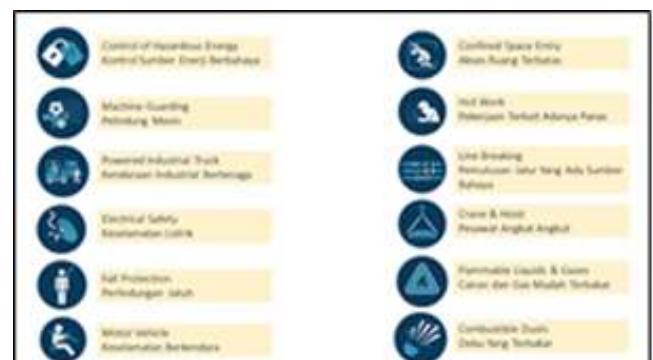 Control of Hazardous Energy
Kontrol Sumber Enerji Berbahaya
Machine Guarding
Pelindung Mesin
Powered Industrial Truck
Kendaraan Industrial Bertenaga
Electrical Safety
Keselamatan Listrik
Fall Protection
Perlindungan Jatuh
Motor Vehicle
Keselamatan Berkendara
Confined Space Entry
Akses Ruang Terbatas
Hot Work
Pekerjaan Terkait Adanya Panas
Line Breaking
Pemutusan Jalur Yang Ada Sumber
Bahaya
Crane & Hoist
Pesawat Angkat Angkut
Flammable Liquids & Gases
Cairan dan Gas Mudah Terbakar
Combustible Dusts
Debu Yang Terbakar